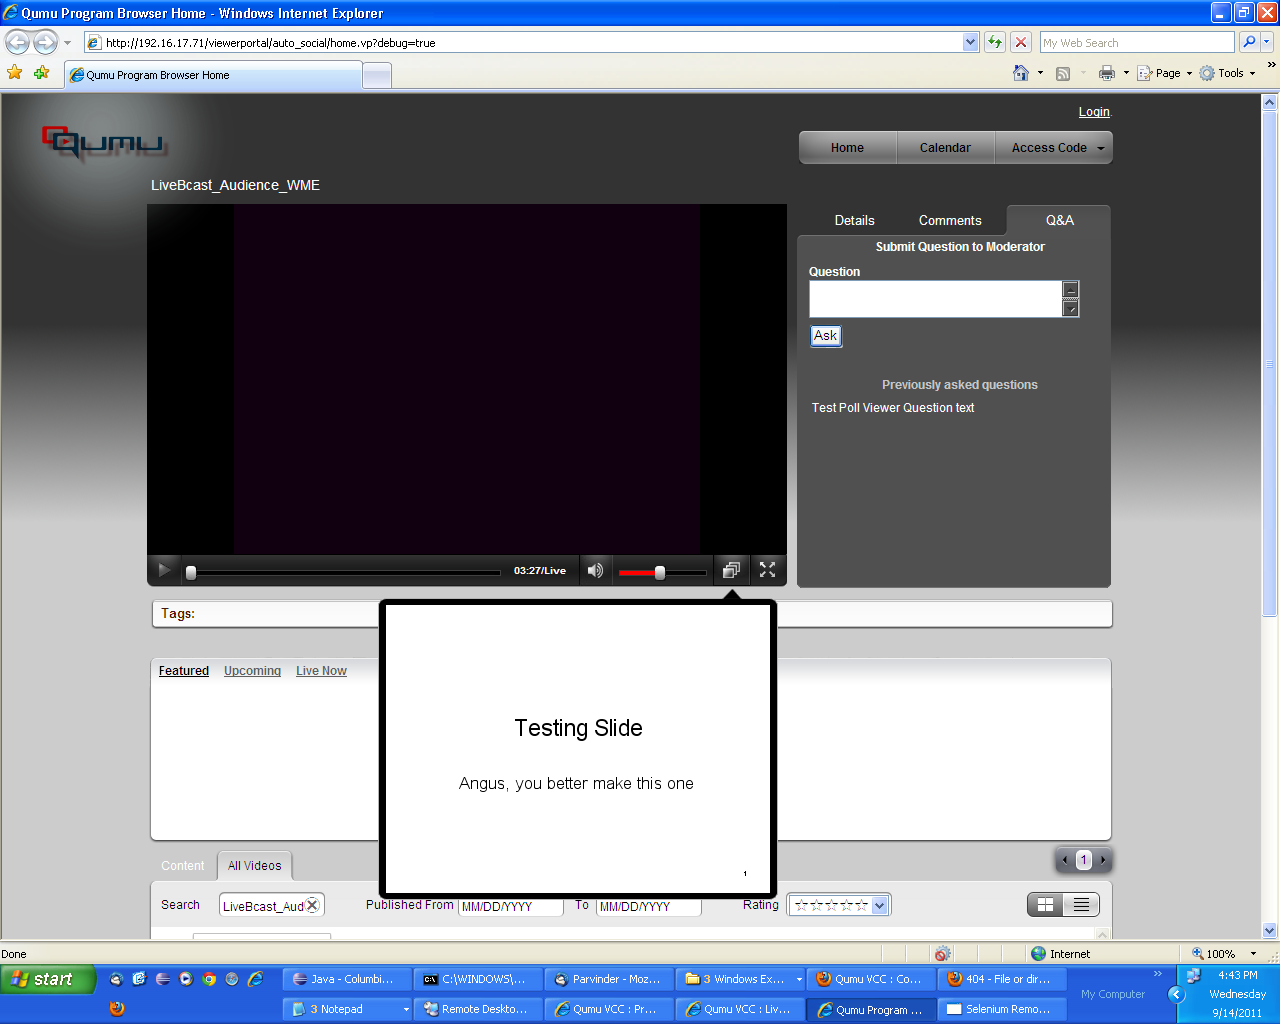 Qumu Program Browser Home - Windows Internet Explorer
http://192.16.17.71/viewerportal/auto_social/home.vp?debug=true
My Web Search
Qumu Program Browser Home
Page
Tools
Login.
QUMU
Home
Calendar
Access Code
LiveBcast_Audience_WME
Details
Comments
Q&A
Submit Question to Moderator
Question
Ask
Previously asked questions
Test Poll Viewer Question text
03:27/Live
Tags:
Featured
Upcoming
Live Now
Testing Slide
Angus, you better make this one
1
Content
All Videos
1
Search
LiveBcast_Aud
Published From
MM/DD/YYYY
To
MM/DD/YYYY
Rating
Done
Internet
100%
start
Java - Columbi...
C:\WINDOWS\...
Parvinder - Moz...
3 Windows Ex...
Qumu VCC : Co...
404 - File or dir...
3 Notepad
Remote Deskto...
Qumu VCC : Pr...
Qumu VCC : Liv...
Qumu Program ...
Selenium Remo...
My Computer
4:43 PM
Wednesday
9/14/2011